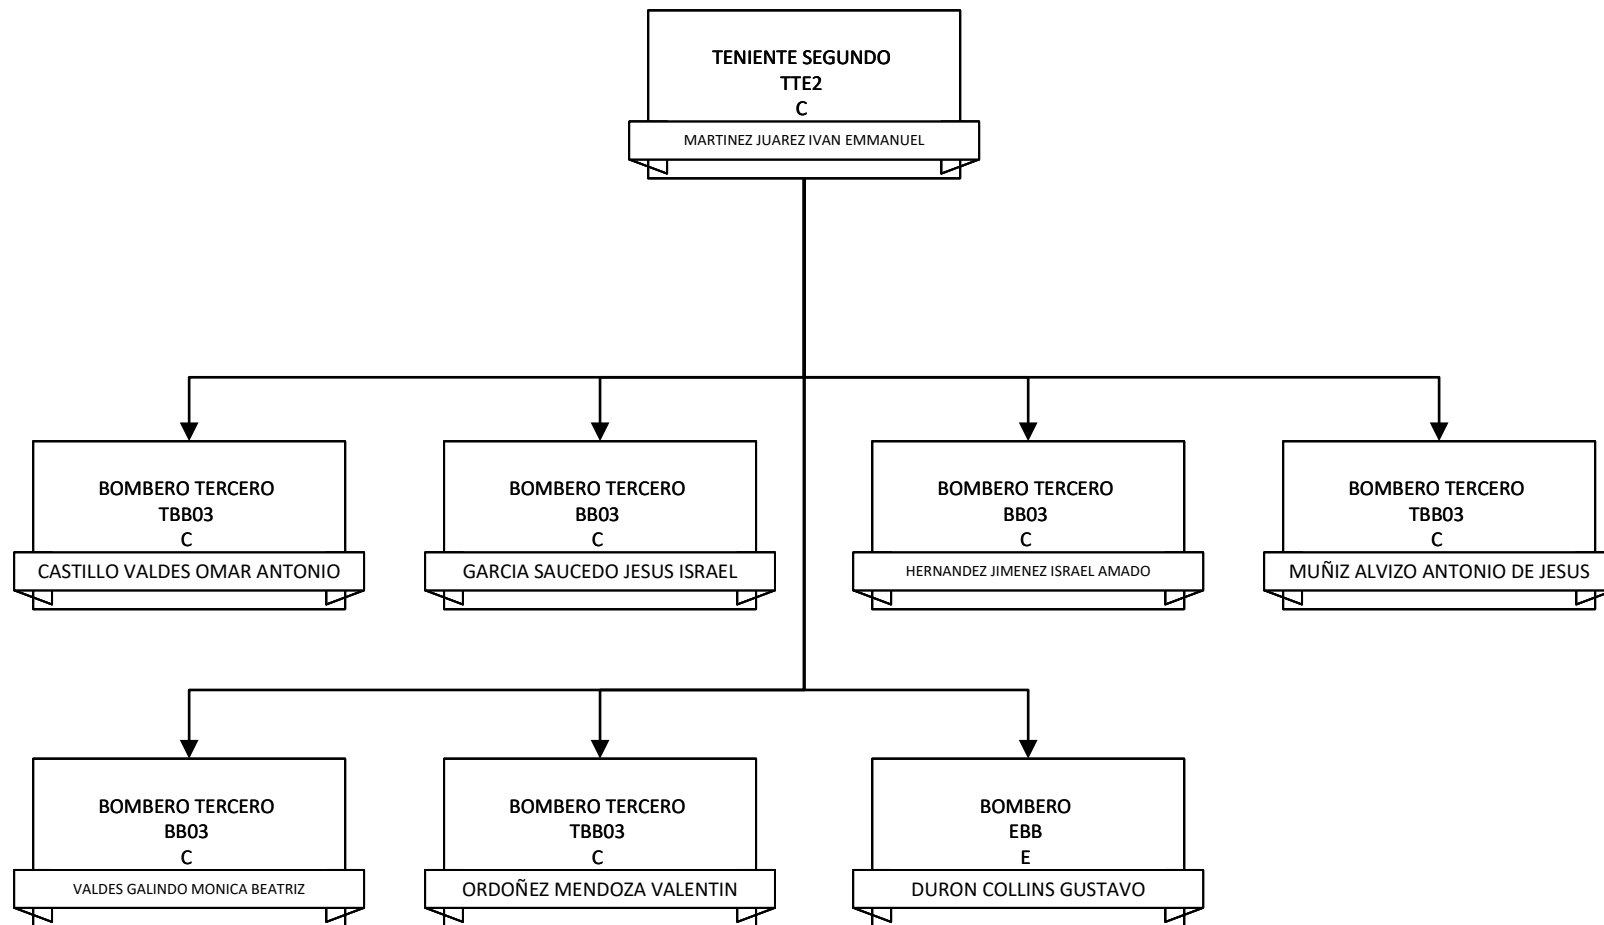 TENIENTE SEGUNDO
TTE2
C
MARTINEZ JUAREZ IVAN EMMANUEL
BOMBERO TERCERO
TBB03
C
CASTILLO VALDES OMAR ANTONIO
BOMBERO TERCERO
BB03
C
GARCIA SAUCEDO JESUS ISRAEL
BOMBERO TERCERO
BB03
C
HERNANDEZ JIMENEZ ISRAEL AMADO
BOMBERO TERCERO
TBB03
C
MUÑIZ ALVIZO ANTONIO DE JESUS
BOMBERO TERCERO
BB03
C
VALDES GALINDO MONICA BEATRIZ
BOMBERO TERCERO
TBB03
C
ORDOÑEZ MENDOZA VALENTIN
BOMBERO
EBB
E
DURON COLLINS GUSTAVO